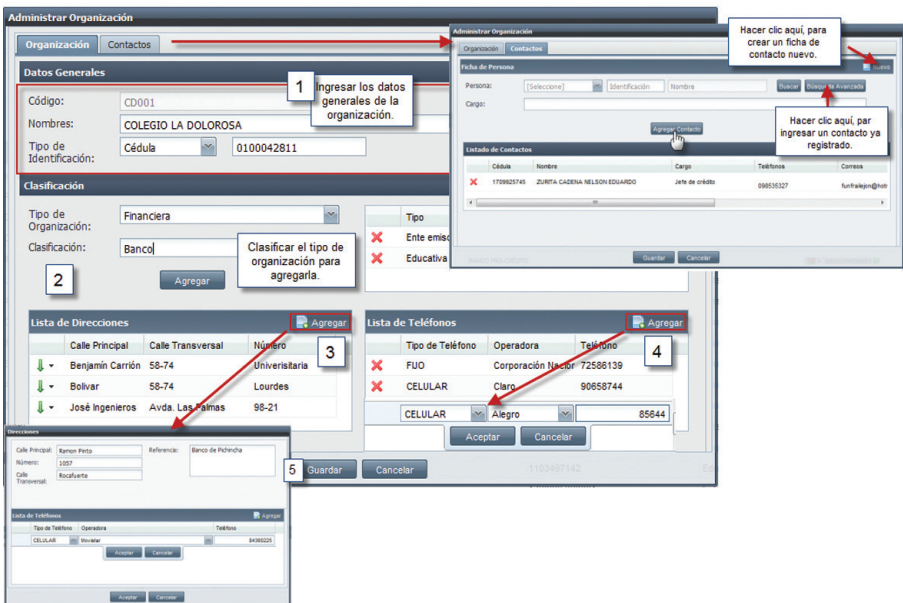 Administrar Organización
Organización Contactos
Datos Generales
1
Ingresar los datos
generales de la
organización.
Código: CD001
Nombres: COLEGIO LA DOLOROSA
Tipo de Identificación: Cédula 0100042811
Clasificación
Tipo de Organización: Financiera
Clasificación: Banco
2
Agregar
Clasificar el tipo de
organización para
agregarla.
Tipo
Ente emiso
Educativa
Lista de Direcciones Agregar
3
Calle Principal Calle Transversal Número
Benjamín Carrión 58-74 Univerisitaria
Bolivar 58-74 Lourdes
José Ingenieros Avda. Las Palmas 98-21
Lista de Teléfonos Agregar
4
Tipo de Teléfono Operadora Teléfono
FIJO Corporación Nacior 72586139
CELULAR Claro 90658744
CELULAR Alegro 85644
Aceptar Cancelar
5
Guardar Cancelar
1103497142
Administrar Organización
Organización Contactos
Hacer clic aquí, para
crear un ficha de
contacto nuevo.
Ficha de Persona Nuevo
Persona: [Seleccione] Identificación Nombre Buscar Búsqueda Avanzada
Cargo:
Hacer clic aquí, par
ingresar un contacto ya
registrado.
Agregar Contacto
Listado de Contactos
Cédula Nombre Cargo Teléfonos Correos
1709925745 ZURITA CADENA NELSON EDUARDO Jefe de crédito 098535327 funfrailejon@hotr
Guardar Cancelar
Direcciones
Calle Principal: Ramon Pinto Referencia: Banco de Pichincha
Número: 1057
Calle Transversal: Rocafuerte
Lista de Teléfonos Agregar
Tipo de Teléfono Operadora Teléfono
CELULAR Movistar 84380225
Aceptar Cancelar
Aceptar Cancelar